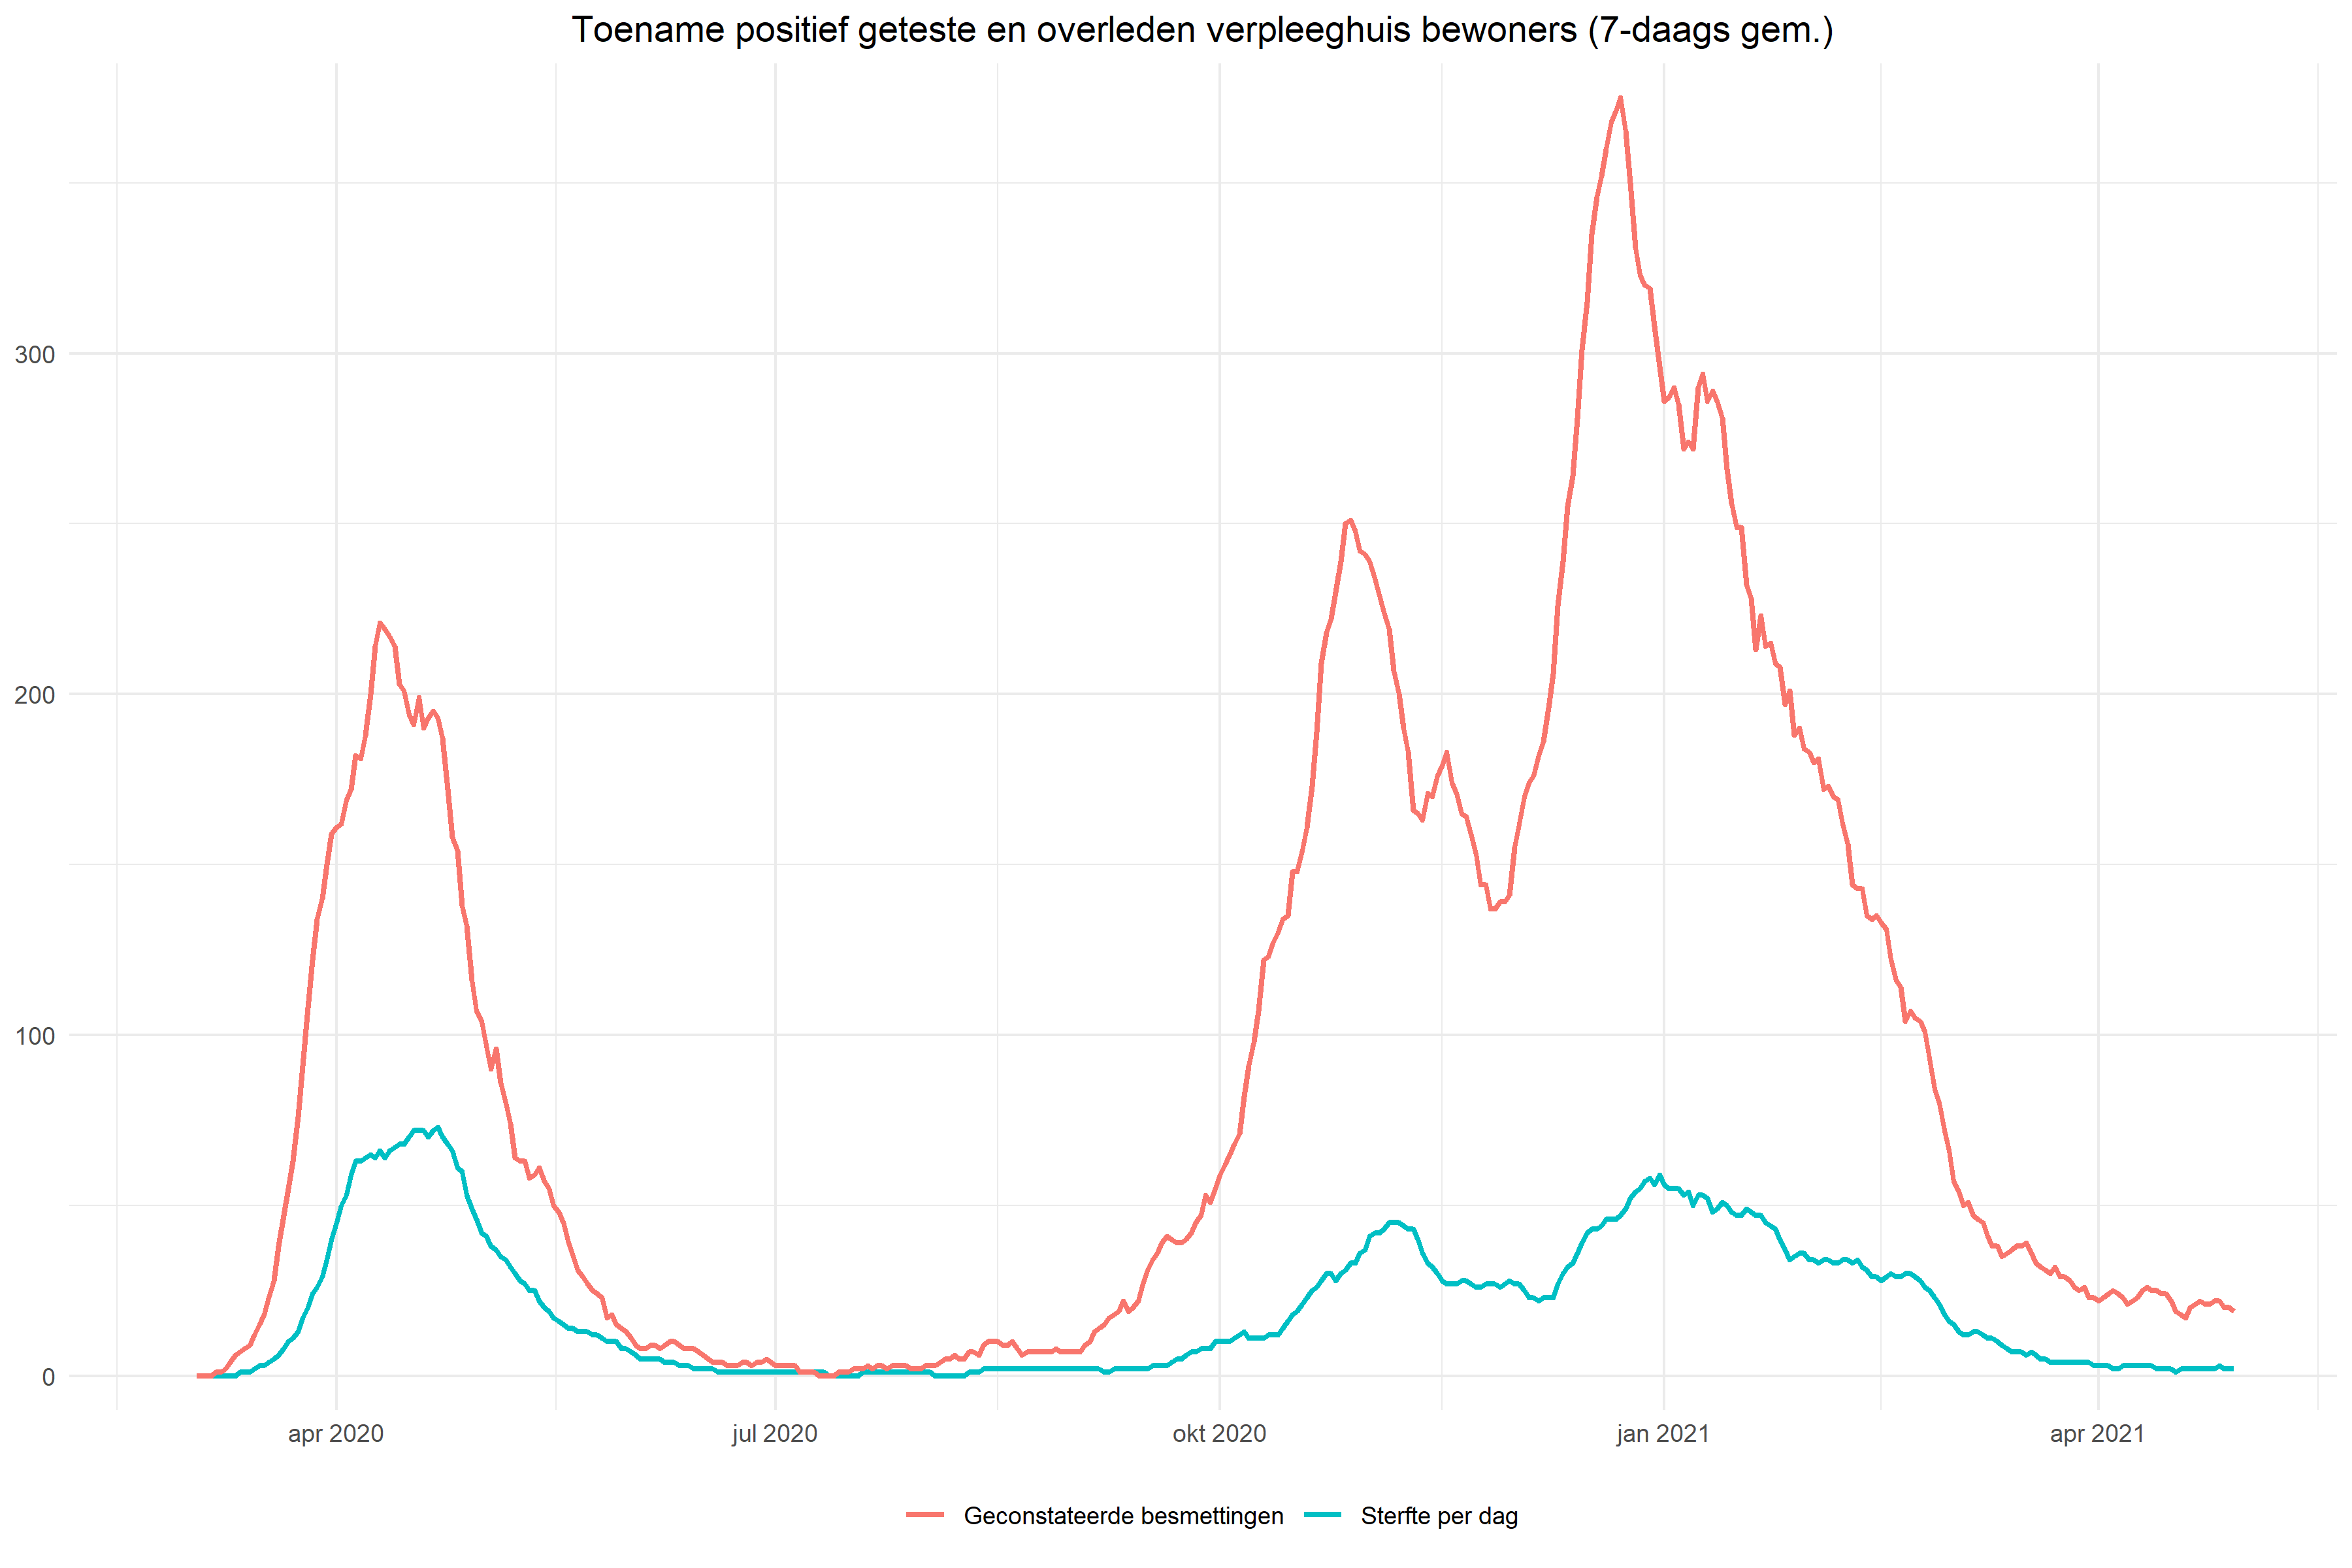 Toename positief geteste en overleden verpleeghuis bewoners (7-daags gem.)
300
200
100
0
apr 2020 jul 2020 okt 2020 jan 2021 apr 2021
Geconstateerde besmettingen Sterfte per dag